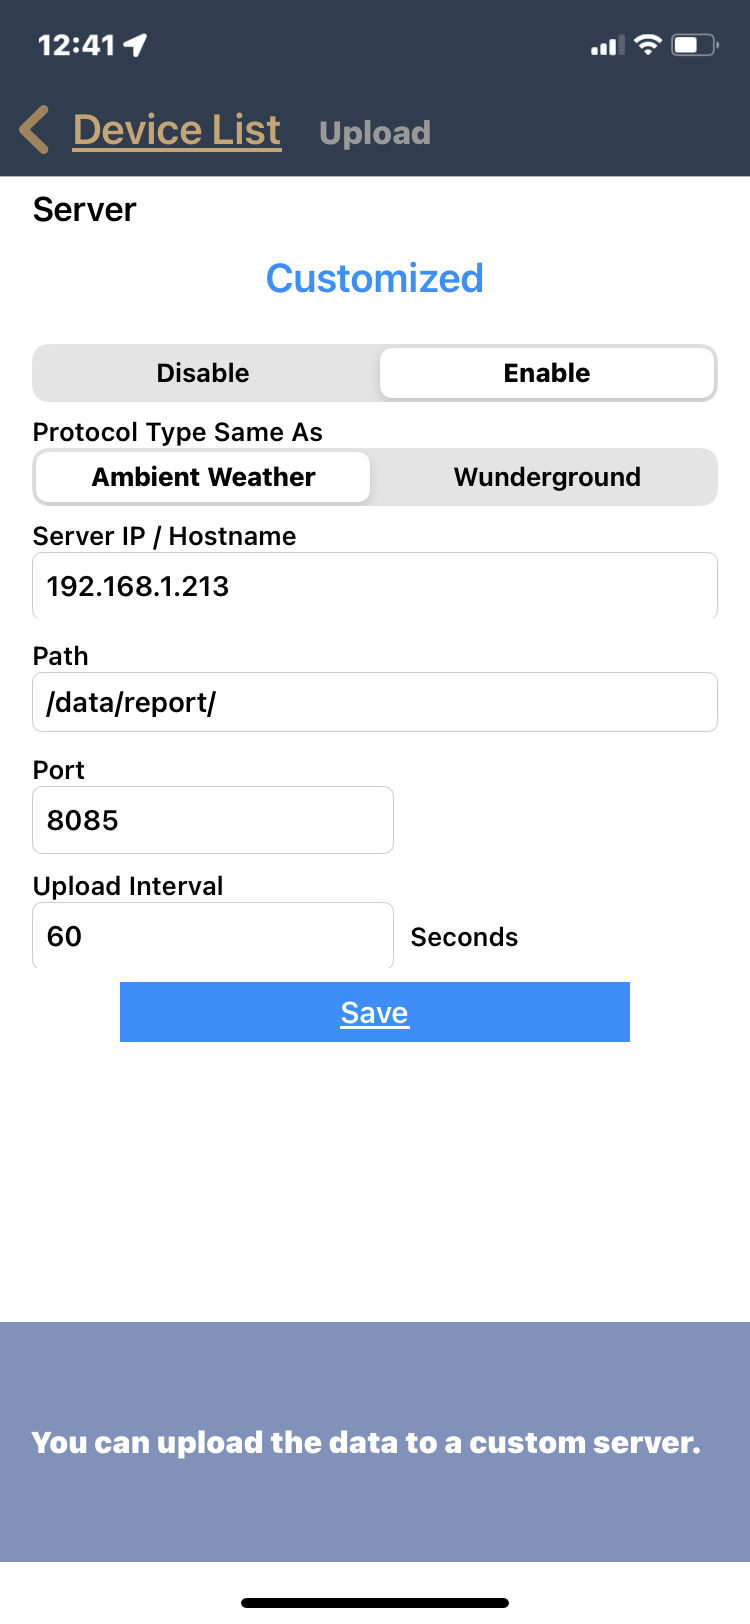 12:41
Device List Upload
Server
Customized
Disable Enable
Protocol Type Same As
Ambient Weather Wunderground
Server IP / Hostname
192.168.1.213
Path
/data/report/
Port
8085
Upload Interval
60 Seconds
Save
You can upload the data to a custom server.